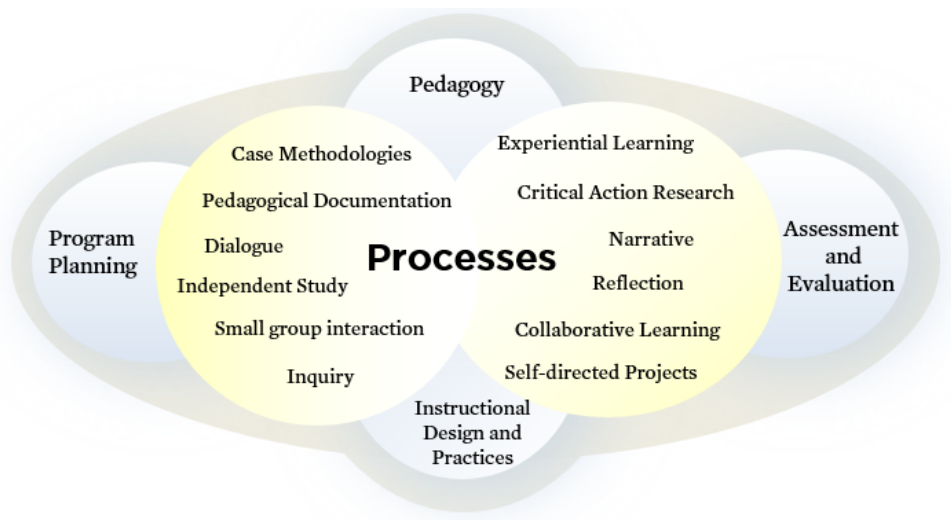 Pedagogy
Program
Planning
Case Methodologies
Pedagogical Documentation
Dialogue
Independent Study
Small group interaction
Inquiry
Processes
Experiential Learning
Critical Action Research
Narrative
Reflection
Collaborative Learning
Self-directed Projects
Assessment
and
Evaluation
Instructional
Design and
Practices